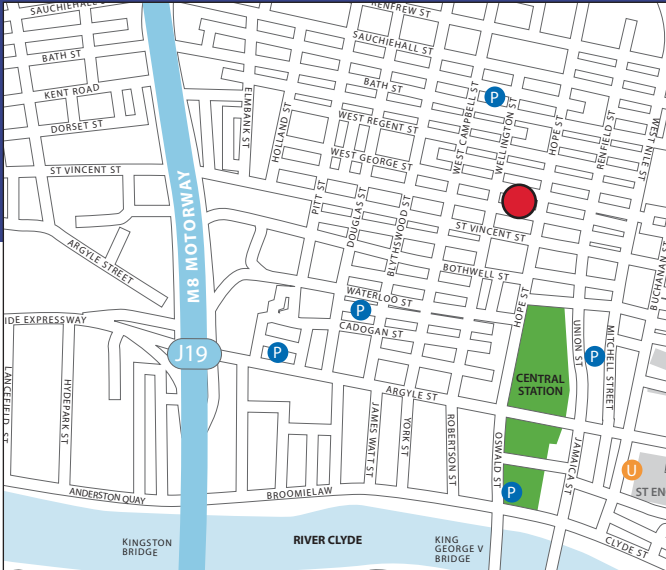 RENFREW ST
SAUCHIEHALL ST
SAUCHIEHALL ST
BATH ST
BATH ST
KENT ROAD
DORSET ST
ELMBANK ST
HOLLAND ST
WEST REGENT ST
WEST GEORGE ST
WEST CAMPBELL ST
P
WELLINGTON ST
HOPE ST
RENFIELD ST
WEST NILE ST
ST VINCENT ST
M8 MOTORWAY
PITT ST
DOUGLAS ST
BLYTHSWOOD ST
ST VINCENT ST
BOTHWELL ST
BUCHANAN S
ARGYLE STREET
WATERLOO ST
P
CADOGAN ST
HOPE ST
IDE EXPRESSWAY
J19
P
UNION ST
P
MITCHELL STREET
CENTRAL
STATION
LANCEFIELD ST
HYDEPARK ST
ARGYLE ST
JAMES WATT ST
YORK ST
ROBERTSON ST
OSWALD ST
JAMAICA ST
U
ST EN
P
ANDERSTON QUAY
BROOMIELAW
KINGSTON
BRIDGE
RIVER CLYDE
KING
GEORGE V
BRIDGE
CLYDE ST